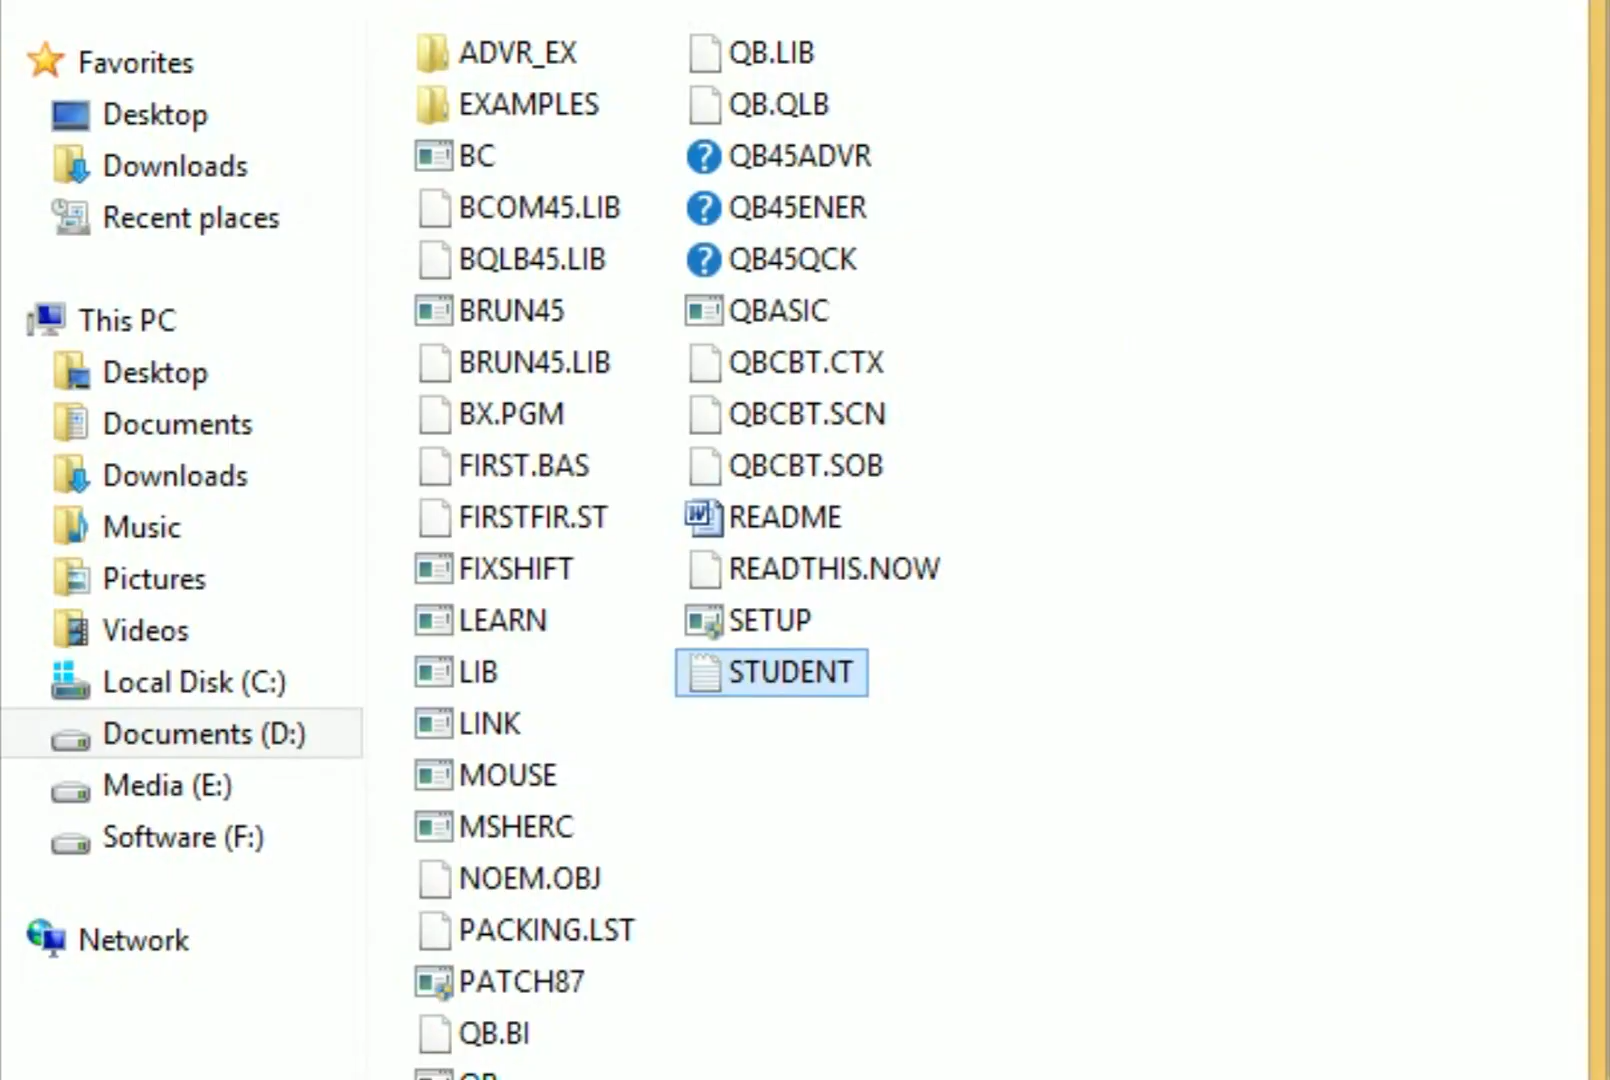 Favorites
Desktop
Downloads
Recent places
This PC
Desktop
Documents
Downloads
Music
Pictures
Videos
Local Disk (C:)
Documents (D:)
Media (E:)
Software (F:)
Network
ADVR_EX
EXAMPLES
BC
BCOM45.LIB
BQLB45.LIB
BRUN45
BRUN45.LIB
BX.PGM
FIRST.BAS
FIRSTFIR.ST
FIXSHIFT
LEARN
LIB
LINK
MOUSE
MSHERC
NOEM.OBJ
PACKING.LST
PATCH87
QB.BI
QB
QB.LIB
QB.QLB
QB45ADVR
QB45ENER
QB45QCK
QBASIC
QBCBT.CTX
QBCBT.SCN
QBCBT.SOB
README
READTHIS.NOW
SETUP
STUDENT